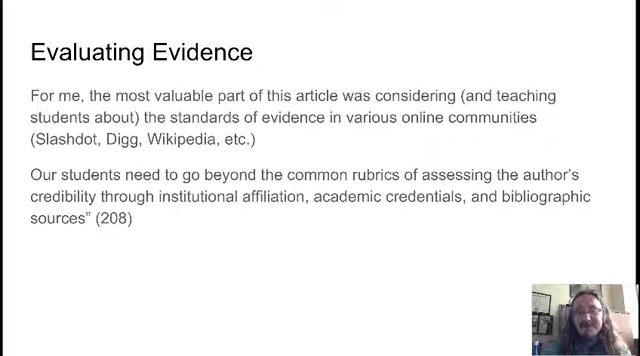 Evaluating Evidence
For me, the most valuable part of this article was considering (and teaching
students about) the standards of evidence in various online communities
(Slashdot, Digg, Wikipedia, etc.)
Our students need to go beyond the common rubrics of assessing the author's
credibility through institutional affiliation, academic credentials, and bibliographic
sources” (208)